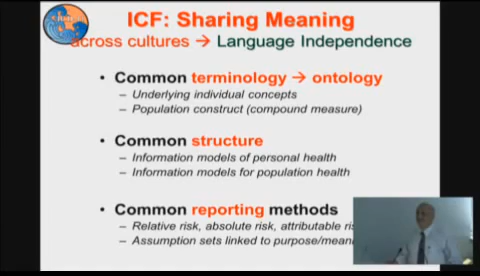 ICF: Sharing Meaning
across cultures → Language Independence
• Common terminology → ontology
– Underlying individual concepts
– Population construct (compound measure)
• Common structure
– Information models of personal health
– Information models for population health
• Common reporting methods
– Relative risk, absolute risk, attributable
– Assumption sets linked to